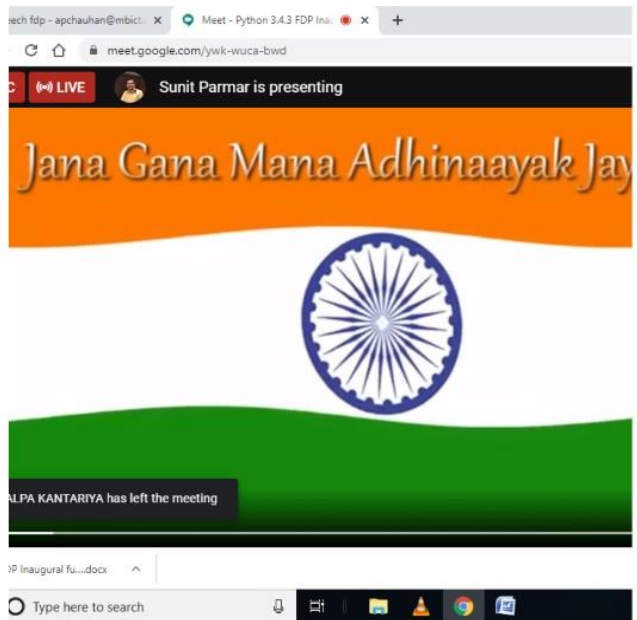 eech fdp - apchauhan@mbict.
Meet - Python 3.4.3 FDP Ina
meet.google.com/ywk-wuca-bwd
C LIVE Sunit Parmar is presenting
Jana Gana Mana Adhinaayak Jay
ALPA KANTARIYA has left the meeting
DP Inaugural fu....docx
Type here to search